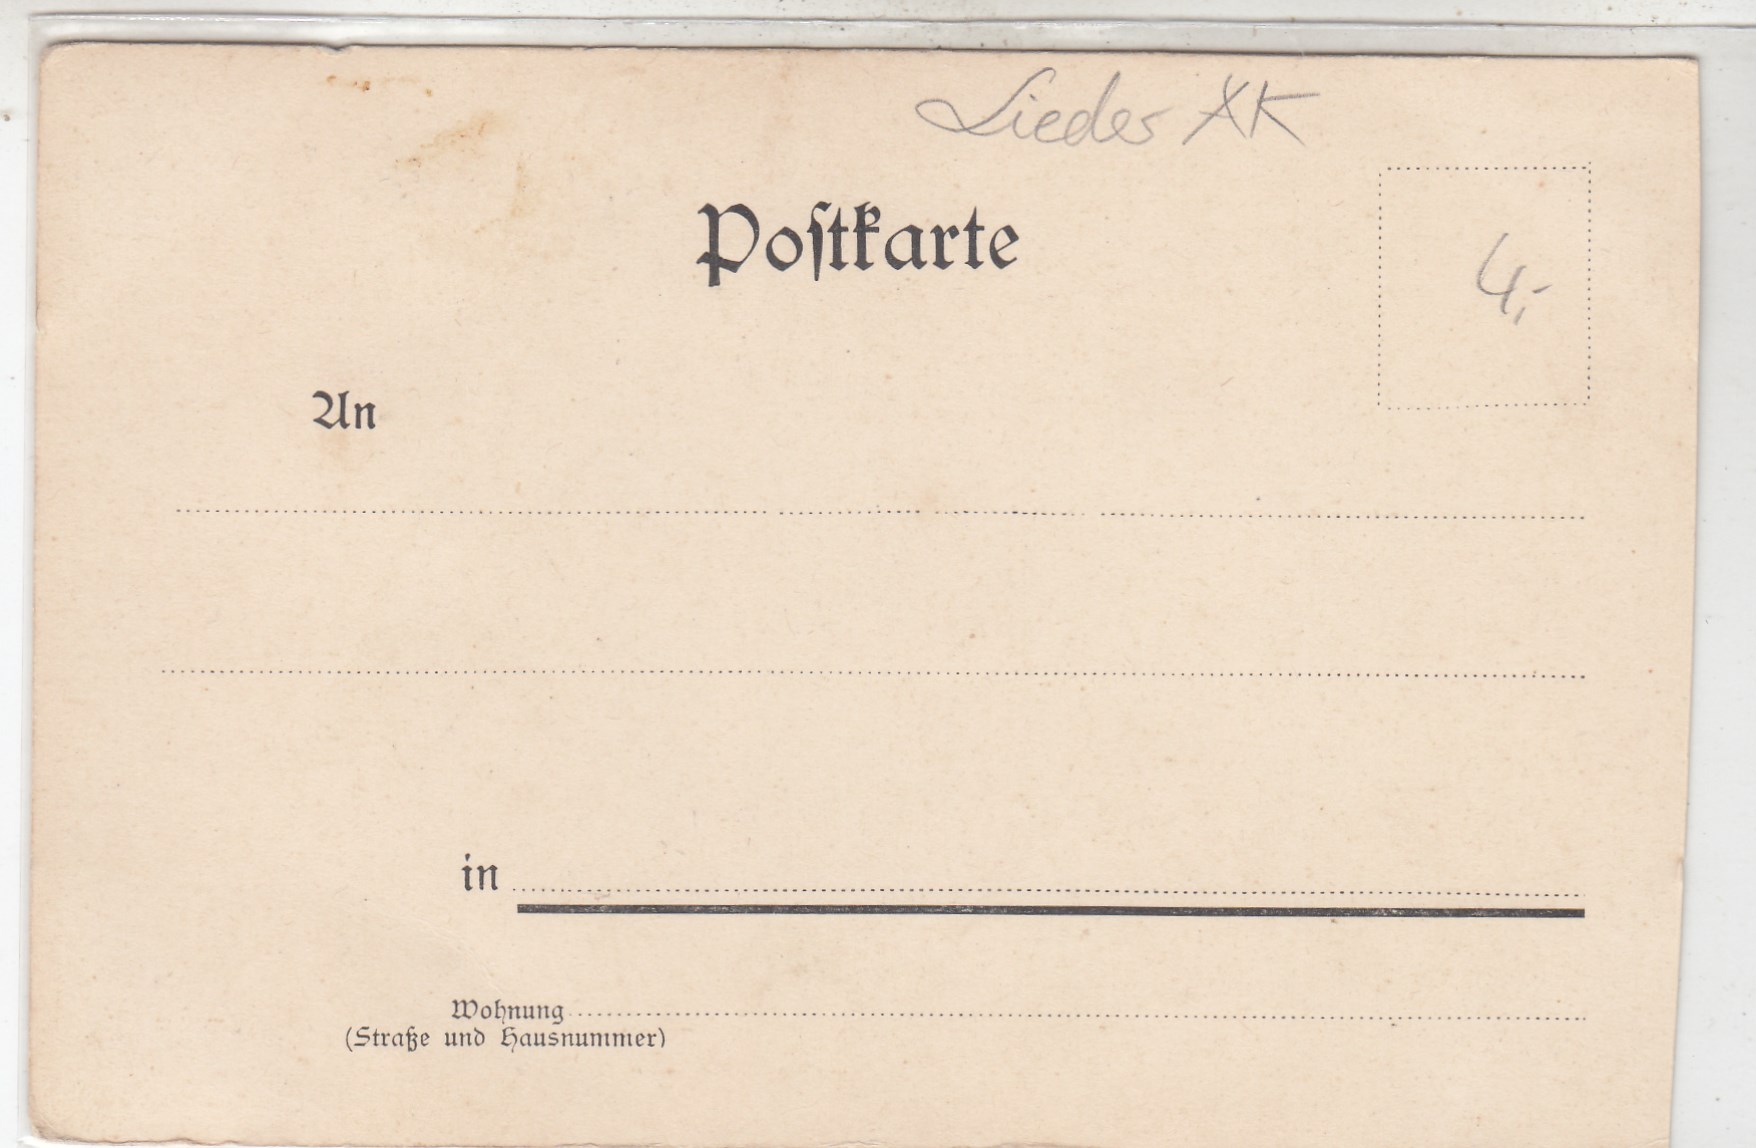 Lieder AK
Postkarte
4,-
An
in
Wohnung
(Straße und Hausnummer)